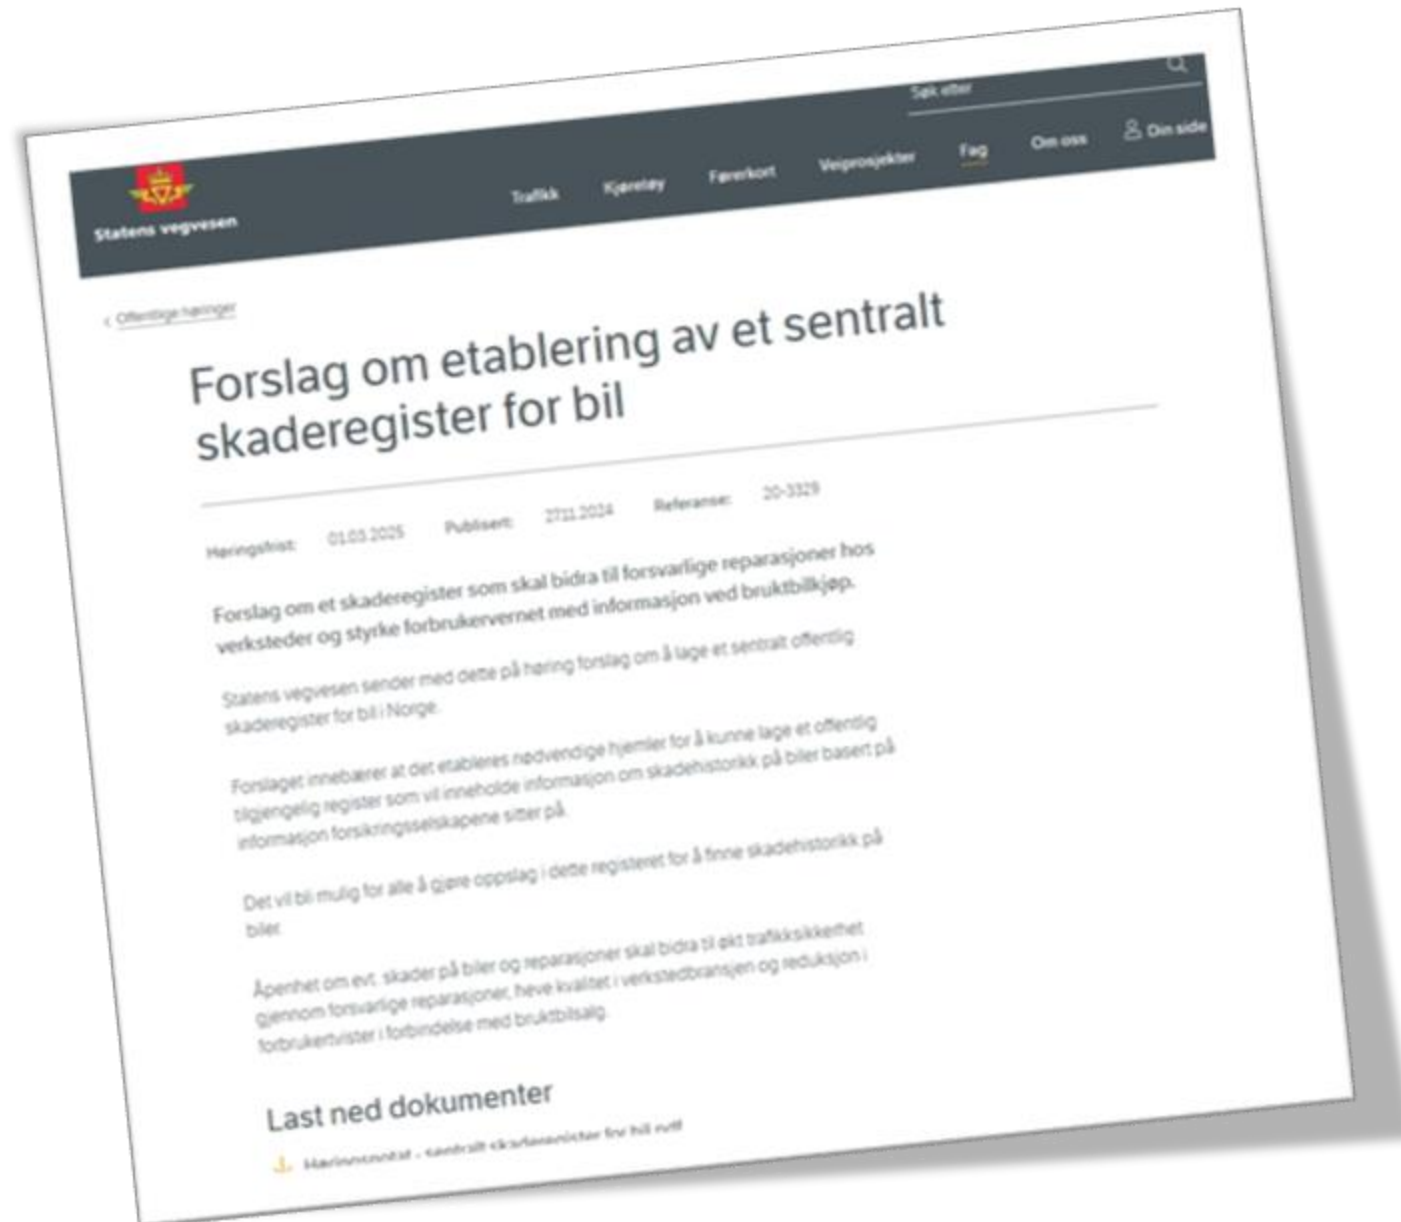 Søk etter
Statens vegvesen
Trafikk Kjøretøy Førerkort Veiprosjekter Fag Om oss Din side
< Offentlige høringer
Forslag om etablering av et sentralt
skaderegister for bil
Høringsfrist: 01.03.2025 Publisert: 27.11.2024 Referanse: 20-3329
Forslag om et skaderegister som skal bidra til forsvarlige reparasjoner hos
verksteder og styrke forbrukervernet med informasjon ved bruktbilkjøp.
Statens vegvesen sender med dette på høring forslag om å lage et sentralt offentlig
skaderegister for bil i Norge.
Forslaget innebærer at det etableres nødvendige hjemler for å kunne lage et offentlig
tilgjengelig register som vil inneholde informasjon om skadehistorikk på biler basert på
informasjon forsikringsselskapene sitter på.
Det vil bli mulig for alle å gjøre oppslag i dette registeret for å finne skadehistorikk på
biler.
Åpenhet om evt. skader på biler og reparasjoner skal bidra til økt trafikksikkerhet
gjennom forsvarlige reparasjoner, heve kvalitet i verkstedbransjen og reduksjon i
forbrukertvister i forbindelse med bruktbilsalg.
Last ned dokumenter
Høringsnotat - sentralt skaderegister for bil.pdf